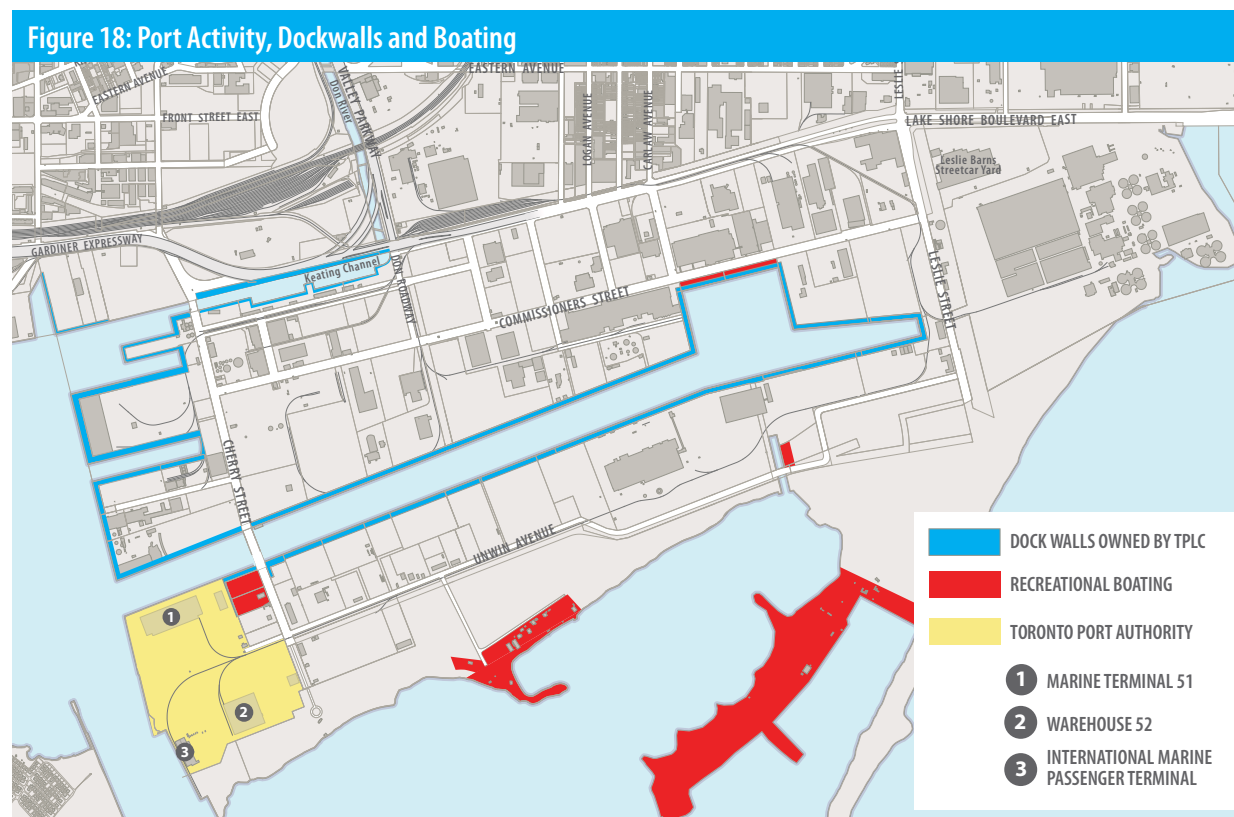 Figure 18: Port Activity, Dockwalls and Boating
EASTERN AVENUE
EASTERN AVENUE
FRONT STREET EAST
VALLEY PARKWAY
Don River
LOGAN AVENUE
CARLAW AVENUE
LESLIE
LAKE SHORE BOULEVARD EAST
Leslie Barns
Streetcar Yard
GARDINER EXPRESSWAY
Keating Channel
DON ROADWAY
COMMISSIONERS STREET
LESLIE STREET
CHERRY STREET
UNWIN AVENUE
1
2
3
DOCK WALLS OWNED BY TPLC
RECREATIONAL BOATING
TORONTO PORT AUTHORITY
1 MARINE TERMINAL 51
2 WAREHOUSE 52
3 INTERNATIONAL MARINE
PASSENGER TERMINAL